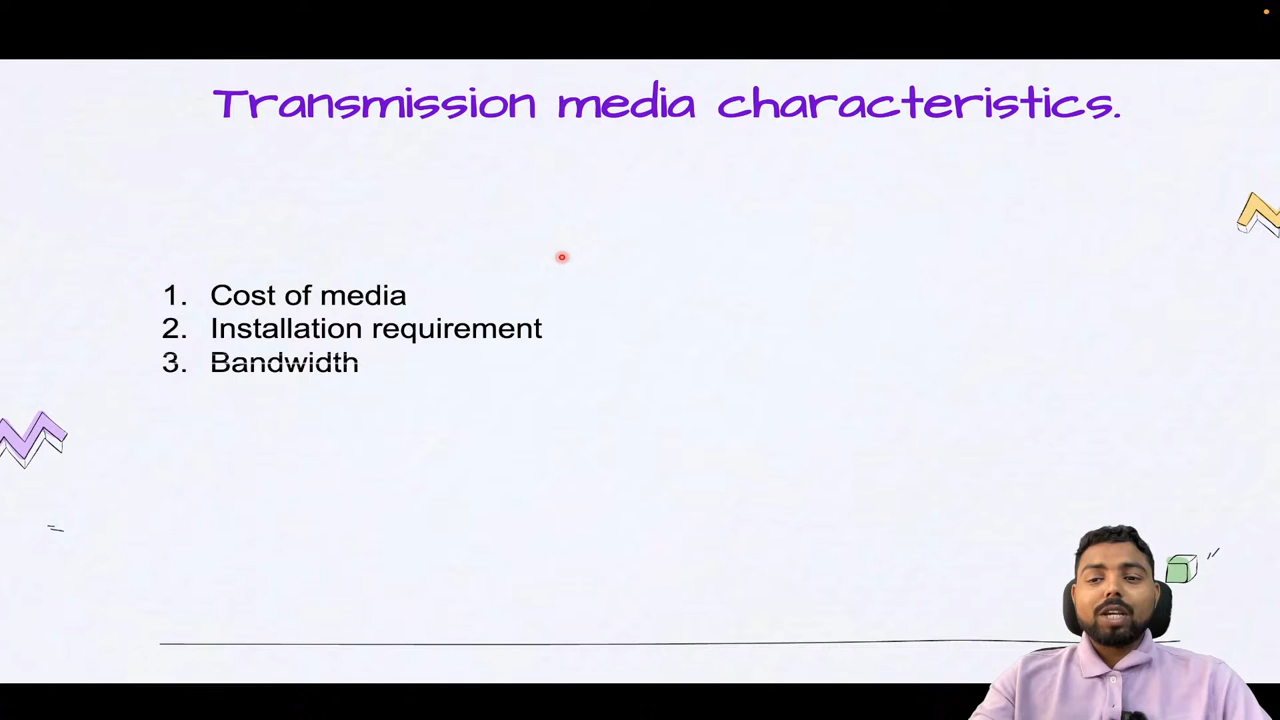 Transmission media characteristics.
1. Cost of media
2. Installation requirement
3. Bandwidth